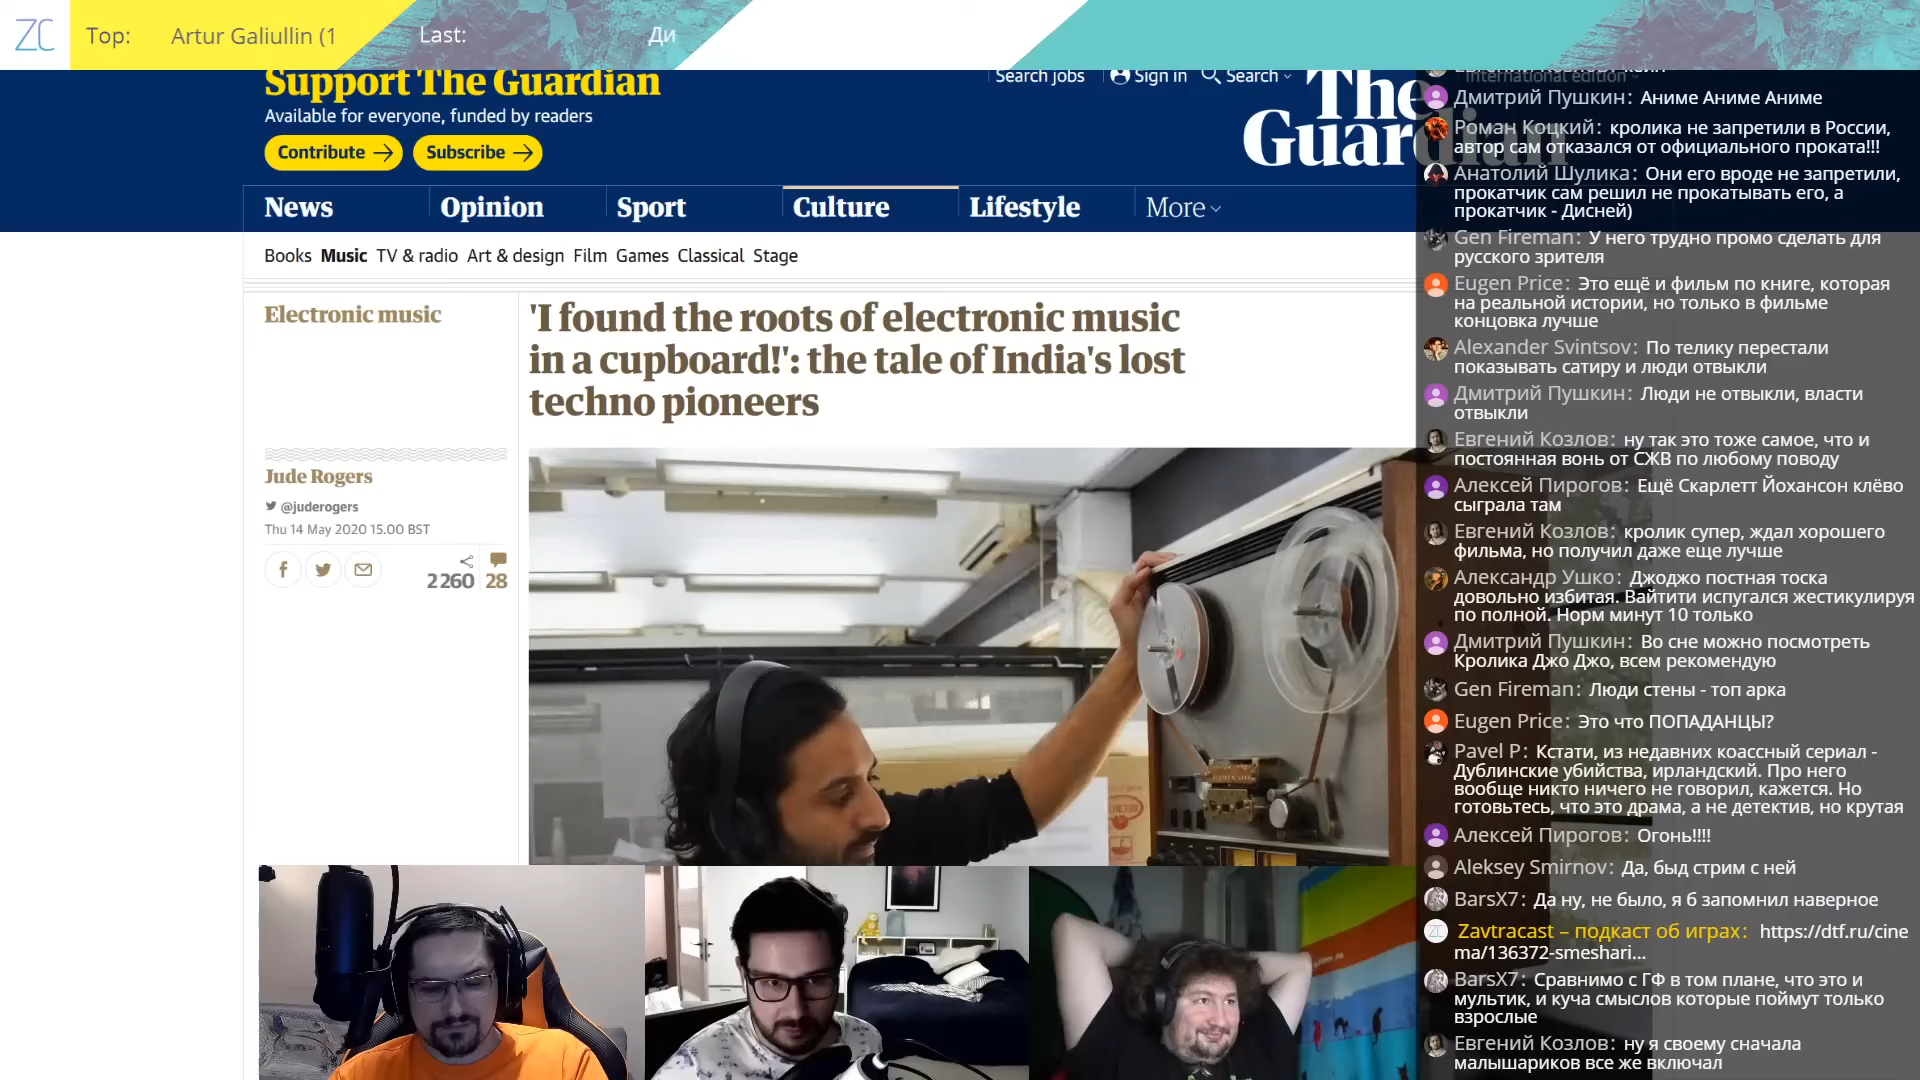 ZC
Top: Artur Galiullin (1
Last: Ди
Support The Guardian
Available for everyone, funded by readers
Contribute
Subscribe
Search jobs
Sign in
Search
International edition
The
Guardian
News
Opinion
Sport
Culture
Lifestyle
More
Books Music TV & radio Art & design Film Games Classical Stage
Electronic music
'I found the roots of electronic music
in a cupboard!': the tale of India's lost
techno pioneers
Jude Rogers
@juderogers
Thu 14 May 2020 15.00 BST
2260
28
Дмитрий Пушкин: Аниме Аниме Аниме
Роман Коцкий: кролика не запретили в России,
автор сам отказался от официального проката!!!
Анатолий Шулика: Они его вроде не запретили,
прокатчик сам решил не прокатывать его, а
прокатчик - Дисней)
Gen Fireman: У него трудно промо сделать для
русского зрителя
Eugen Price: Это ещё и фильм по книге, которая
на реальной истории, но только в фильме
концовка лучше
Alexander Svintsov: По телику перестали
показывать сатиру и люди отвыкли
Дмитрий Пушкин: Люди не отвыкли, власти
отвыкли
Евгений Козлов: ну так это тоже самое, что и
постоянная вонь от СЖВ по любому поводу
Алексей Пирогов: Ещё Скарлетт Йохансон клёво
сыграла там
Евгений Козлов: кролик супер, ждал хорошего
фильма, но получил даже еще лучше
Александр Ушко: Джоджо постная тоска
довольно избитая. Вайтити испугался жестикулируя
по полной. Норм минут 10 только
Дмитрий Пушкин: Во сне можно посмотреть
Кролика Джо Джо, всем рекомендую
Gen Fireman: Люди стены - топ арка
Eugen Price: Это что ПОПАДАНЦЫ?
Pavel P: Кстати, из недавних коассный сериал -
Дублинские убийства, ирландский. Про него
вообще никто ничего не говорил, кажется. Но
готовьтесь, что это драма, а не детектив, но крутая
Алексей Пирогов: Огонь!!!!
Aleksey Smirnov: Да, быд стрим с ней
BarsX7: Да ну, не было, я б запомнил наверное
Zavtracast – подкаст об играх: https://dtf.ru/cine
ma/136372-smeshari...
BarsX7: Сравнимо с ГФ в том плане, что это и
мультик, и куча смыслов которые поймут только
взрослые
Евгений Козлов: ну я своему сначала
малышариков все же включал